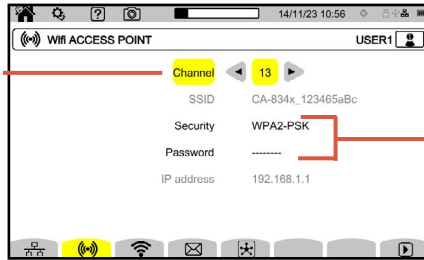 14/11/23 10:56
Wifi ACCESS POINT USER1
Channel 13
SSID CA-834x_123465aBc
Security WPA2-PSK
Password --------
IP address 192.168.1.1